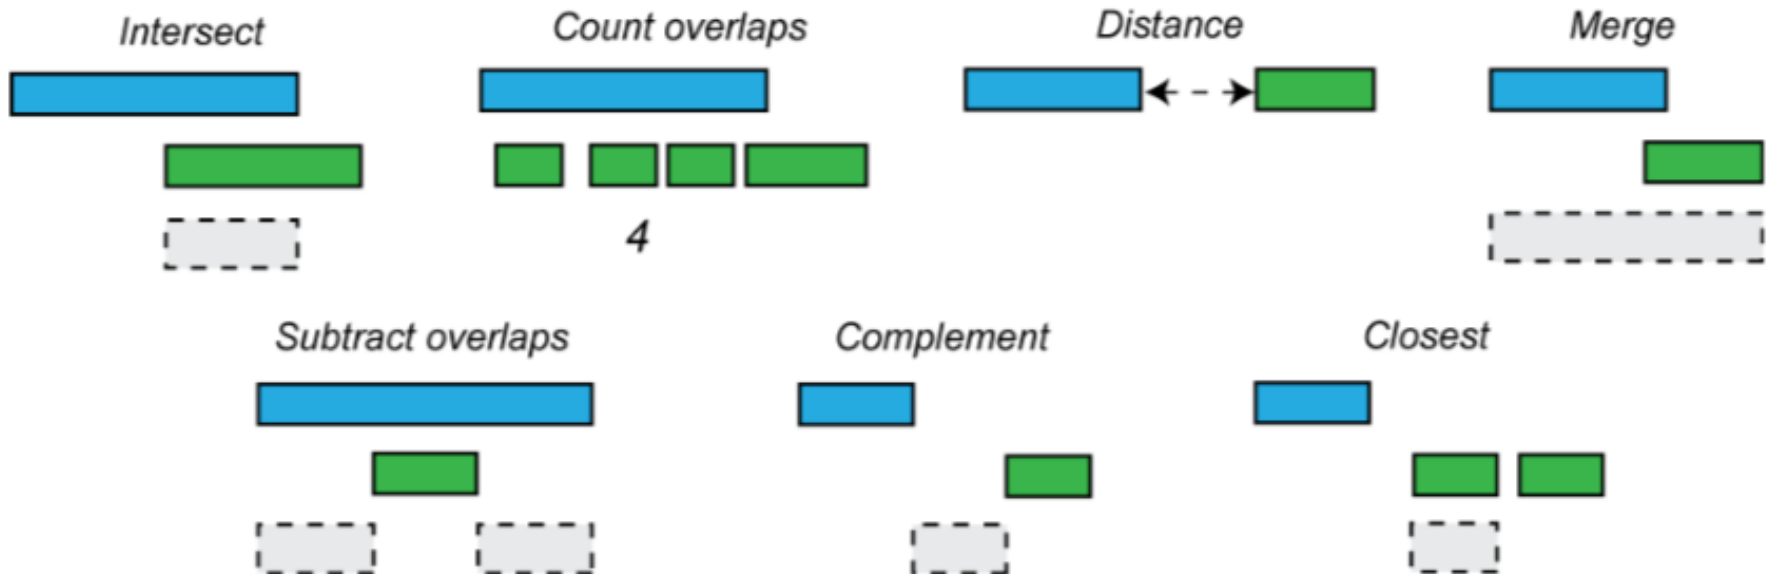 Intersect
Count overlaps
Distance
Merge
4
Subtract overlaps
Complement
Closest